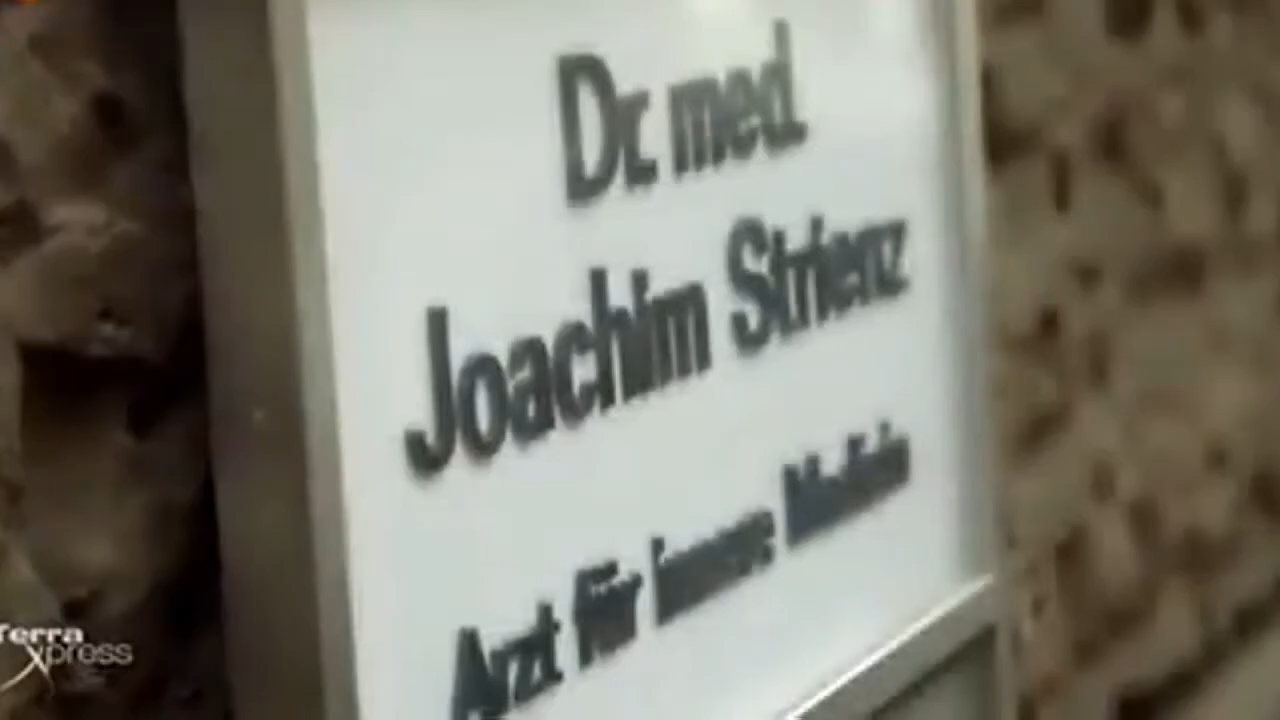 Dr. med.
Joachim Strienz
Arzt für Innere Medizin
Terra
Xpress